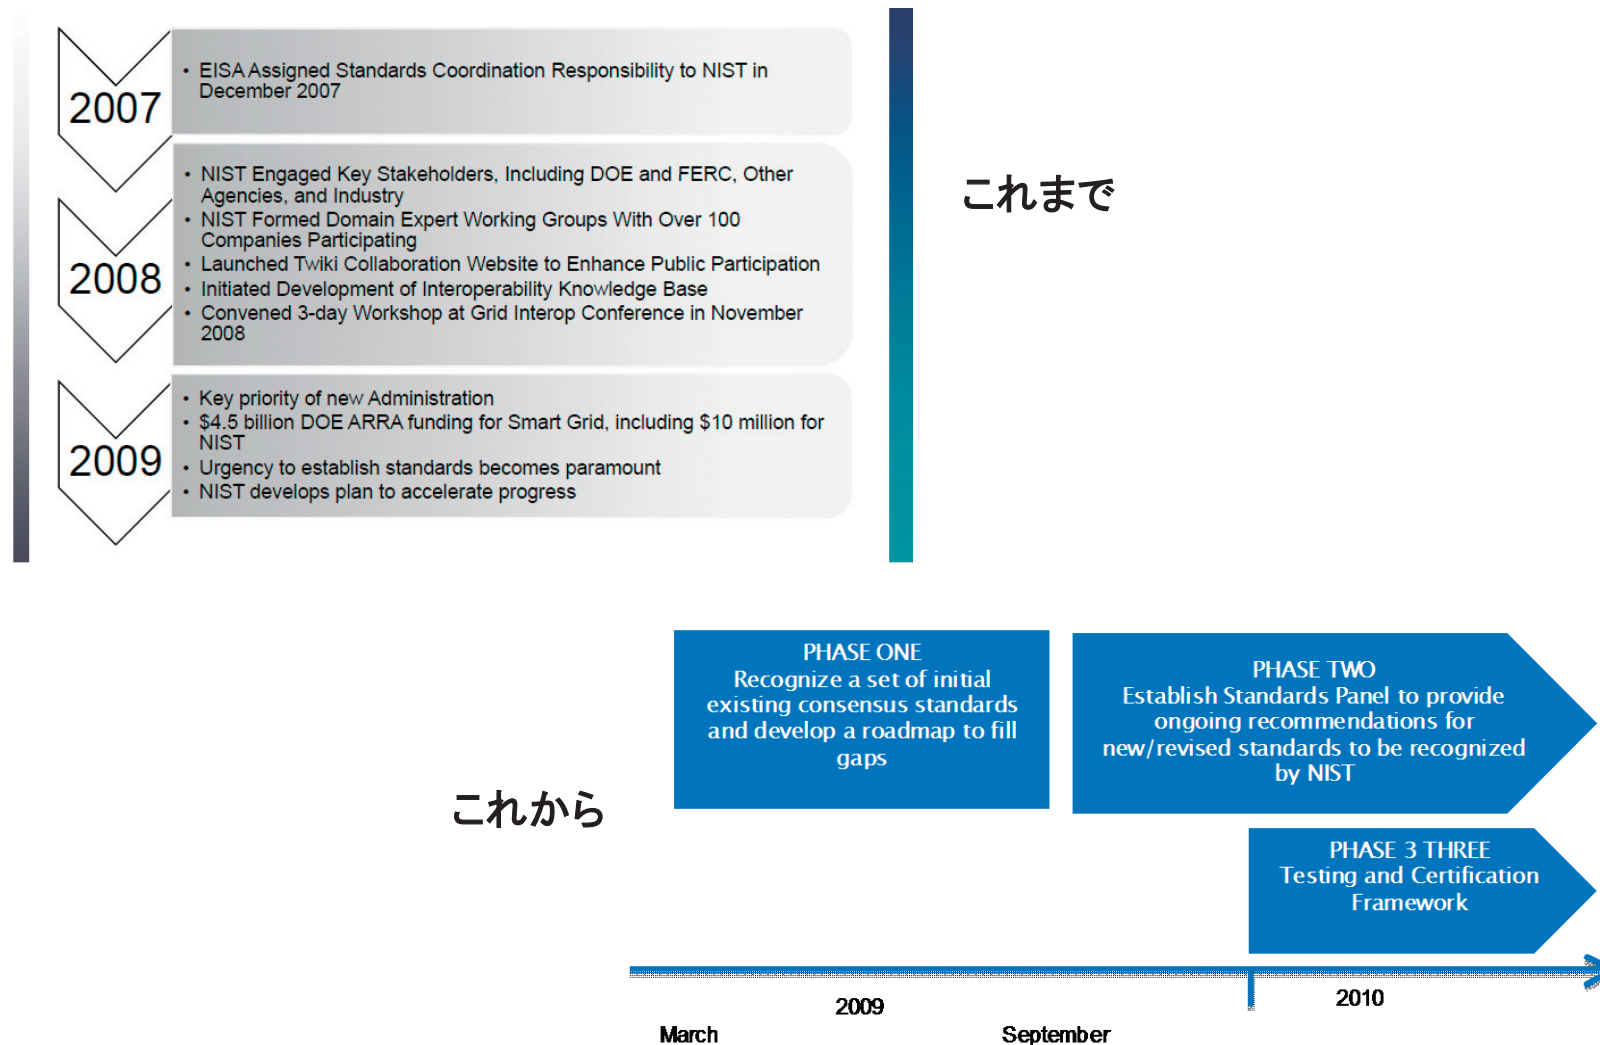 2007
• EISA Assigned Standards Coordination Responsibility to NIST in
December 2007
2008
• NIST Engaged Key Stakeholders, Including DOE and FERC, Other
Agencies, and Industry
• NIST Formed Domain Expert Working Groups With Over 100
Companies Participating
• Launched Twiki Collaboration Website to Enhance Public Participation
• Initiated Development of Interoperability Knowledge Base
• Convened 3-day Workshop at Grid Interop Conference in November
2008
2009
• Key priority of new Administration
• $4.5 billion DOE ARRA funding for Smart Grid, including $10 million for
NIST
• Urgency to establish standards becomes paramount
• NIST develops plan to accelerate progress
これまで
これから
PHASE ONE
Recognize a set of initial
existing consensus standards
and develop a roadmap to fill
gaps
PHASE TWO
Establish Standards Panel to provide
ongoing recommendations for
new/revised standards to be recognized
by NIST
PHASE 3 THREE
Testing and Certification
Framework
2009
2010
March
September